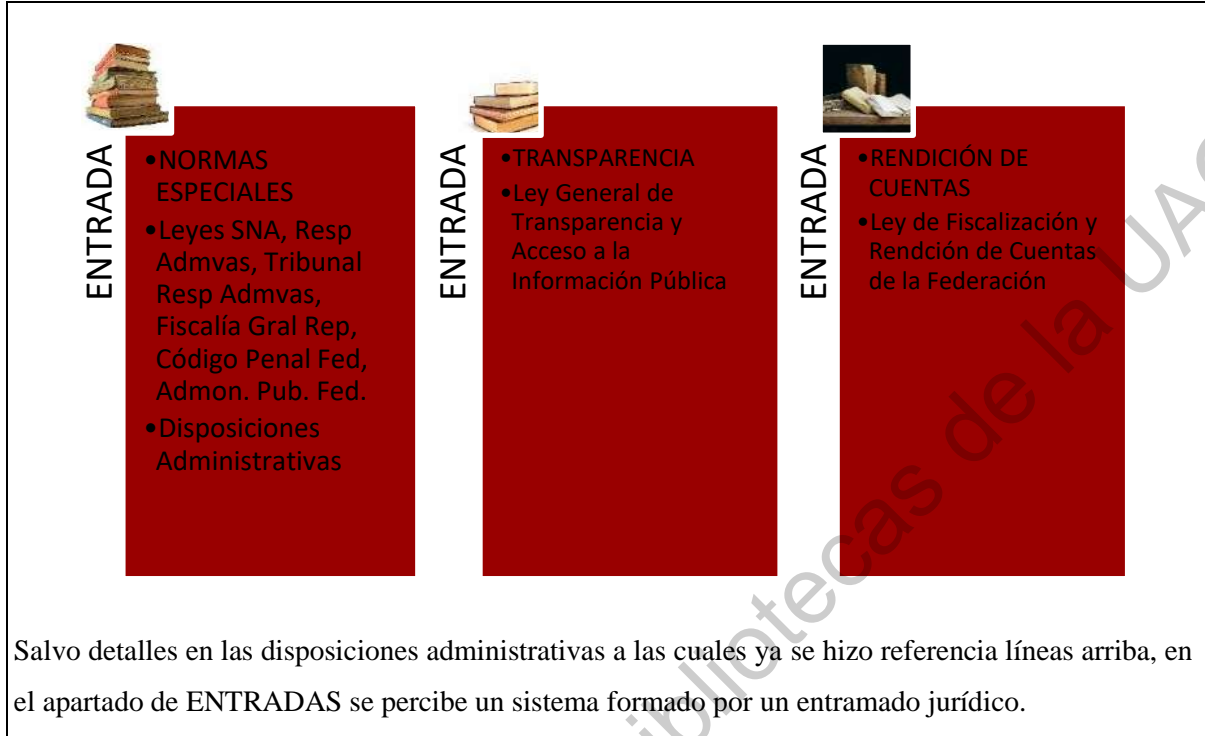 ENTRADA
•NORMAS
ESPECIALES
•Leyes SNA, Resp
Admvas, Tribunal
Resp Admvas,
Fiscalía Gral Rep,
Código Penal Fed,
Admon. Pub. Fed.
•Disposiciones
Administrativas
ENTRADA
•TRANSPARENCIA
•Ley General de
Transparencia y
Acceso a la
Información Pública
ENTRADA
•RENDICIÓN DE
CUENTAS
•Ley de Fiscalización y
Rendción de Cuentas
de la Federación
Salvo detalles en las disposiciones administrativas a las cuales ya se hizo referencia líneas arriba, en
el apartado de ENTRADAS se percibe un sistema formado por un entramado jurídico.
de la